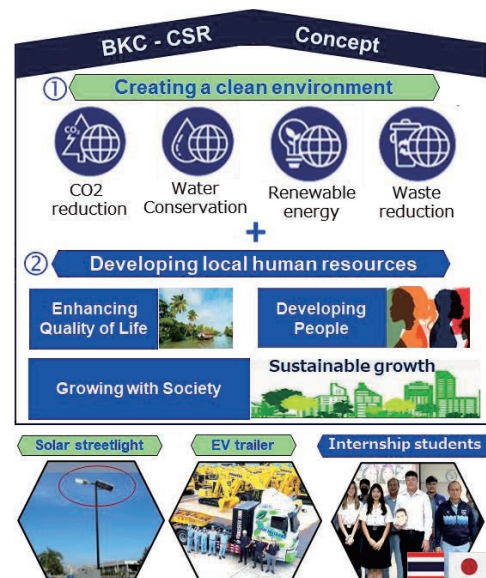 BKC - CSR Concept
① Creating a clean environment
CO2
CO2
reduction
Water
Conservation
Renewable
energy
Waste
reduction
+
② Developing local human resources
Enhancing
Quality of Life
Developing
People
Growing with Society
Sustainable growth
Solar streetlight
EV trailer
Internship students